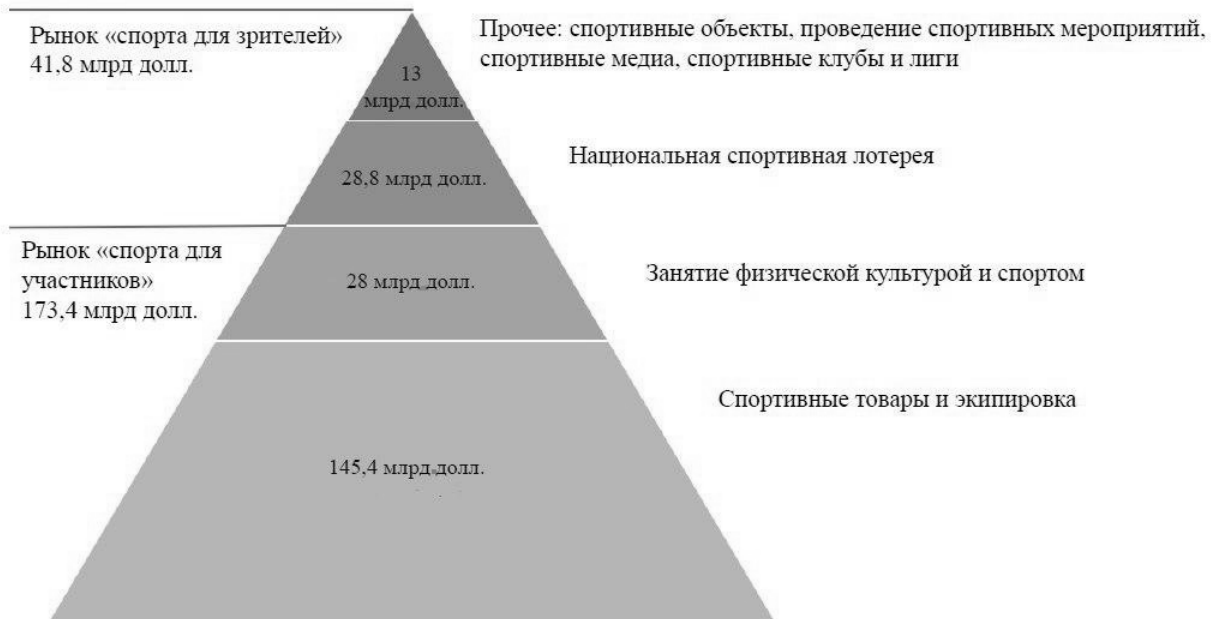 Рынок «спорта для зрителей»
41,8 млрд долл.
Прочее: спортивные объекты, проведение спортивных мероприятий,
спортивные медиа, спортивные клубы и лиги
13
млрд долл.
Национальная спортивная лотерея
28,8 млрд долл.
Рынок «спорта для
участников»
173,4 млрд долл.
Занятие физической культурой и спортом
28 млрд долл.
Спортивные товары и экипировка
145,4 млрд долл.